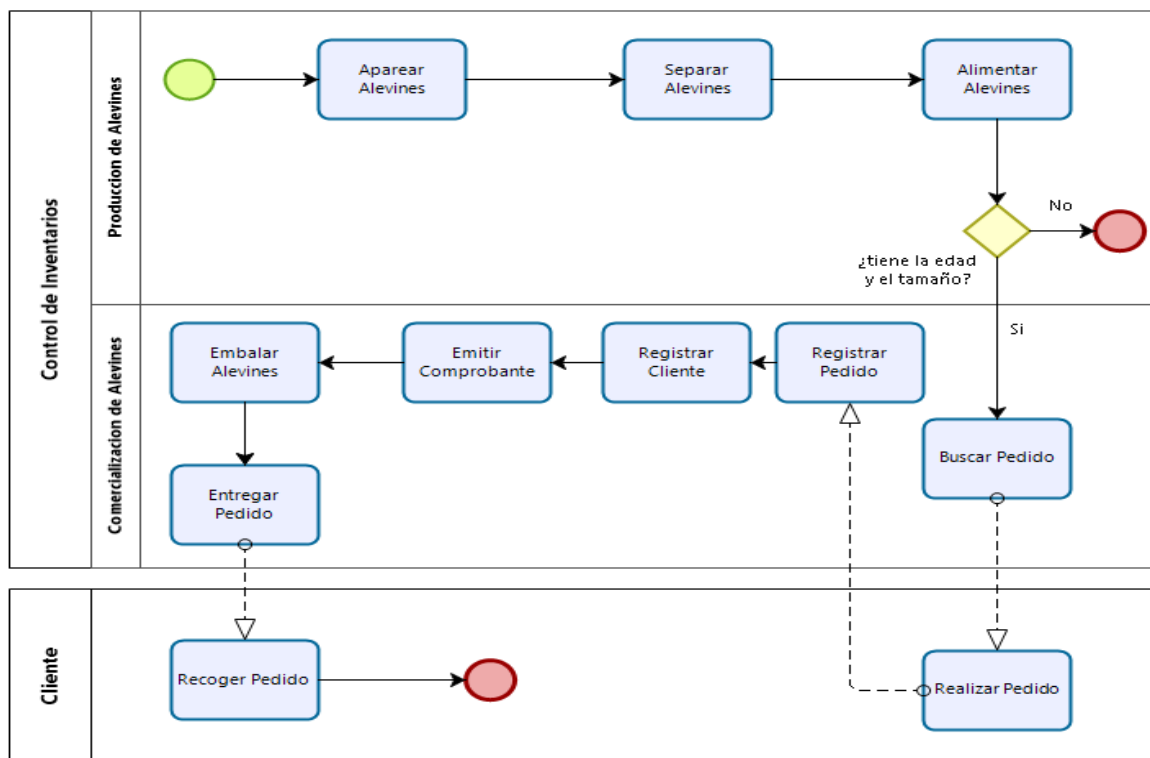 Control de Inventarios
Produccion de Alevines
Aparear
Alevines
Separar
Alevines
Alimentar
Alevines
No
¿tiene la edad
y el tamaño?
Si
Comercializacion de Alevines
Embalar
Alevines
Emitir
Comprobante
Registrar
Cliente
Registrar
Pedido
Buscar Pedido
Entregar
Pedido
Cliente
Recoger Pedido
Realizar Pedido